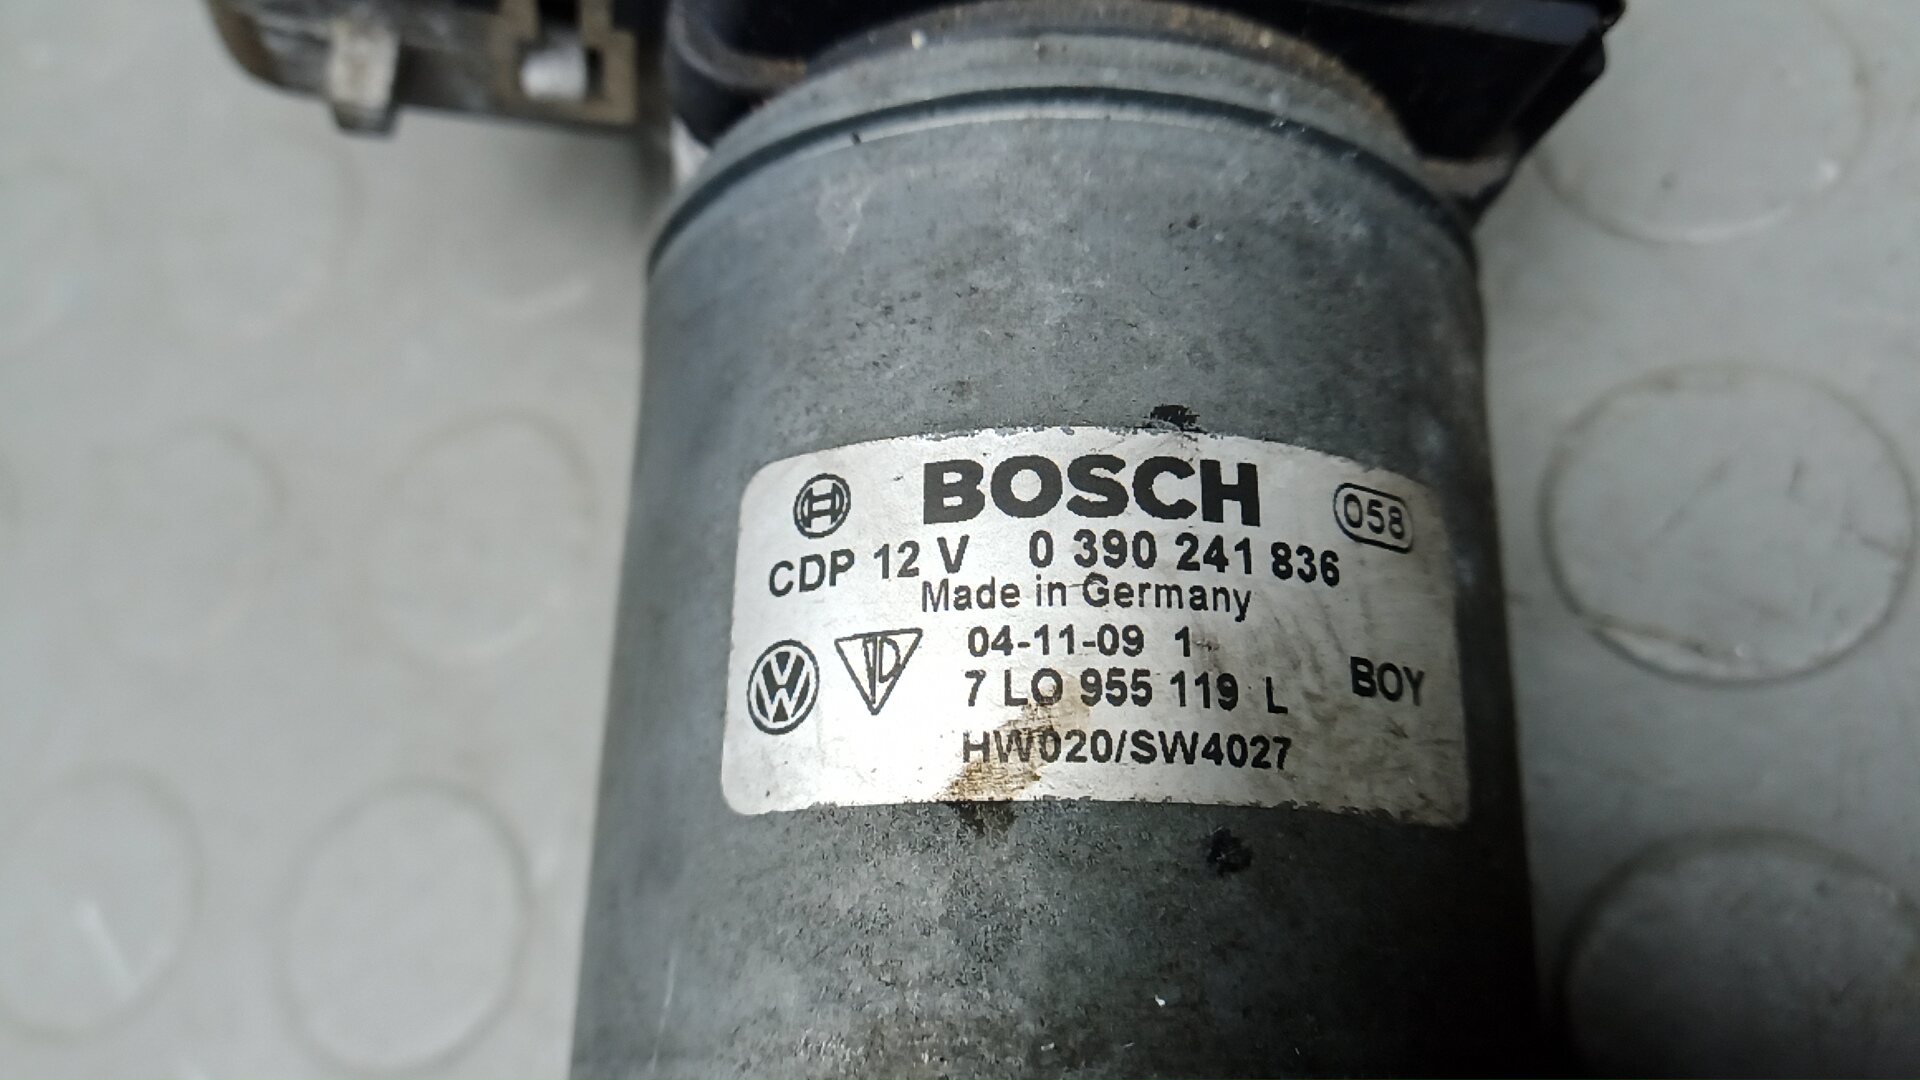 BOSCH 058
CDP 12 V 0 390 241 836
Made in Germany
04-11-09 1
7 LO 955 119 L BOY
HW020/SW4027